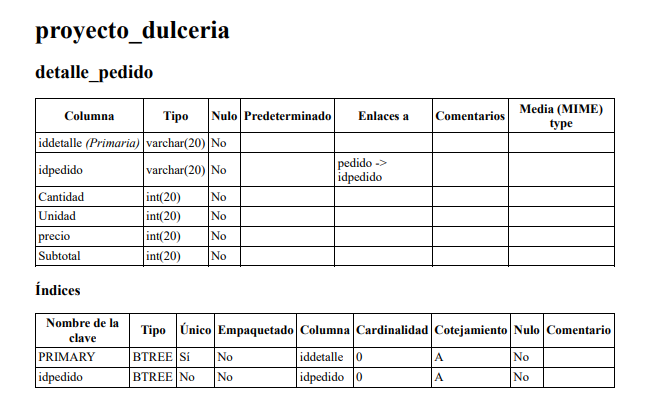 proyecto_dulceria
detalle_pedido
Columna Tipo Nulo Predeterminado Enlaces a Comentarios Media (MIME) type
iddetalle (Primaria) varchar(20) No
idpedido varchar(20) No pedido -> idpedido
Cantidad int(20) No
Unidad int(20) No
precio int(20) No
Subtotal int(20) No
Índices
Nombre de la clave Tipo Único Empaquetado Columna Cardinalidad Cotejamiento Nulo Comentario
PRIMARY BTREE Sí No iddetalle 0 A No
idpedido BTREE No No idpedido 0 A No